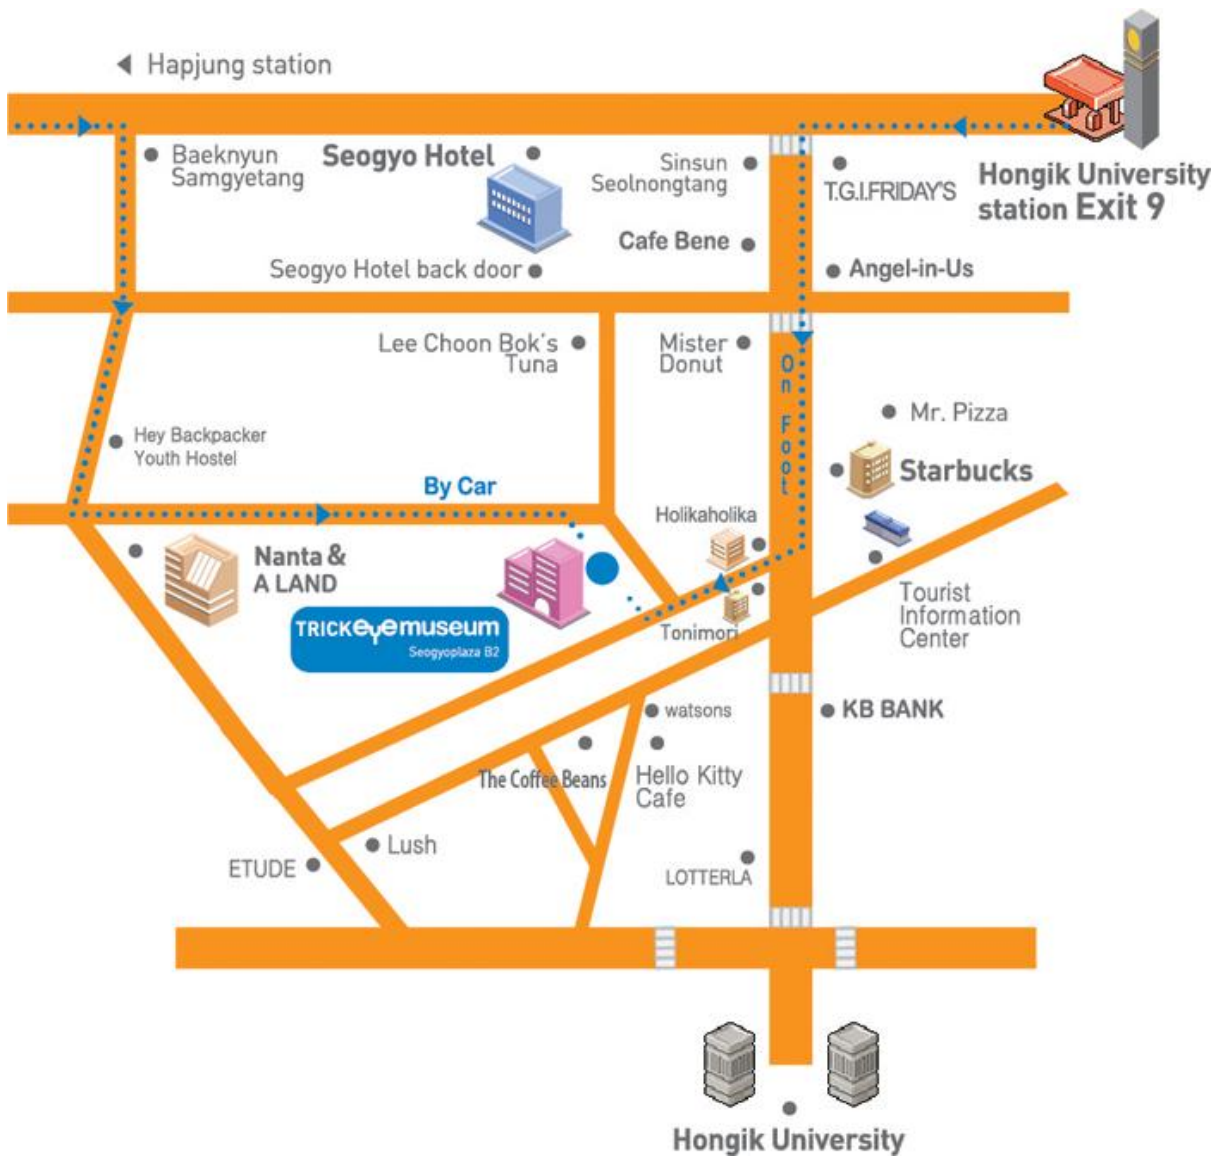 Hapjung station
Baeknyun
Samgyetang
Seogyo Hotel
Sinsun
Seolnongtang
T.G.I.FRIDAY'S
Hongik University
station Exit 9
Cafe Bene
Seogyo Hotel back door
Angel-in-Us
Lee Choon Bok's
Tuna
Mister
Donut
On Foot
Mr. Pizza
Hey Backpacker
Youth Hostel
Starbucks
By Car
Holikaholika
Nanta &
A LAND
Tourist
Information
Center
TRICKeyemuseum
Seogyoplaza B2
Tonimori
watsons
KB BANK
The Coffee Beans
Hello Kitty
Cafe
Lush
ETUDE
LOTTERLA
Hongik University